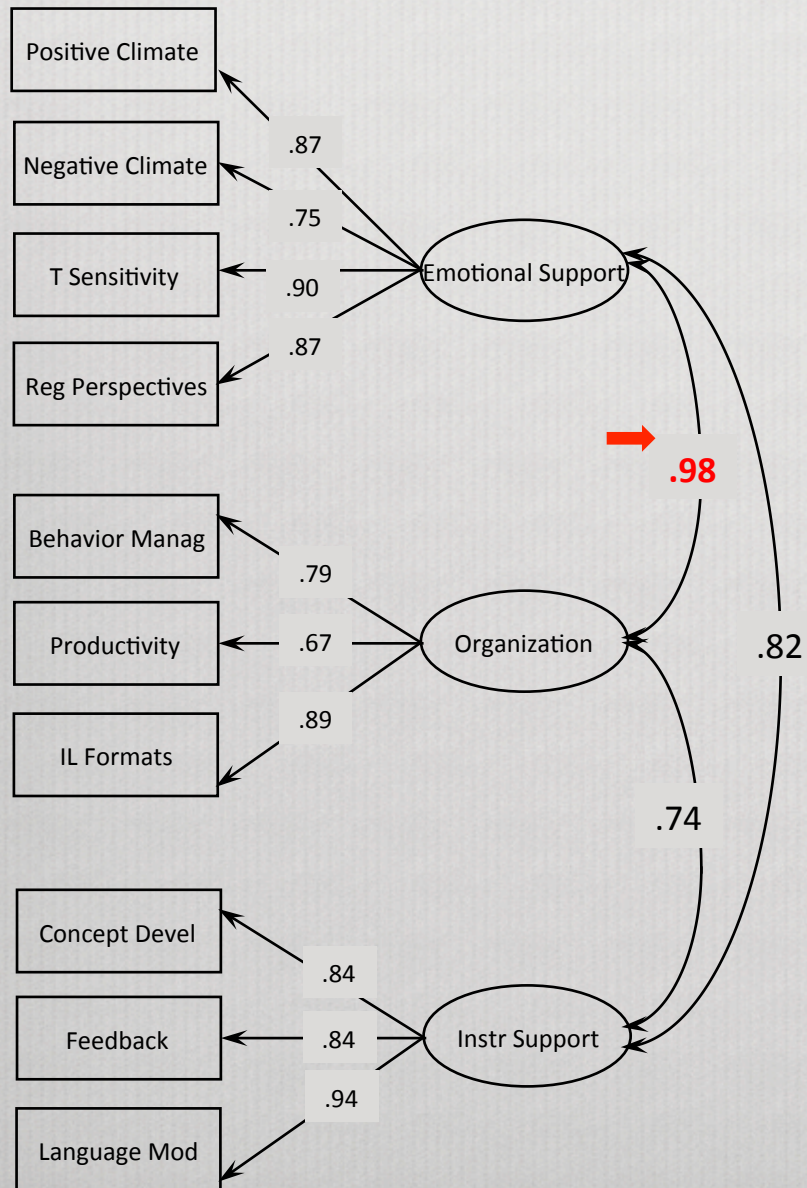 Positive Climate
.87
Negative Climate
.75
T Sensitivity
.90
Emotional Support
.87
Reg Perspectives
.98
Behavior Manag
.79
Productivity
.67
Organization
.82
.89
IL Formats
.74
Concept Devel
.84
Feedback
.84
Instr Support
.94
Language Mod